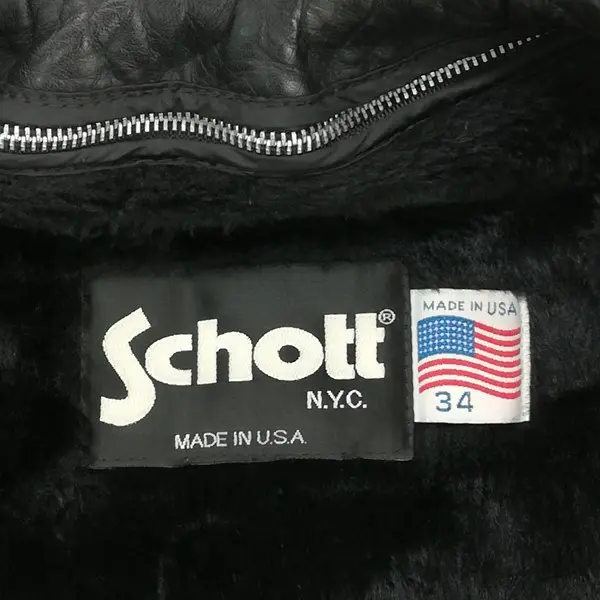 Schott®
N.Y.C.
MADE IN U.S.A.
MADE IN USA
34